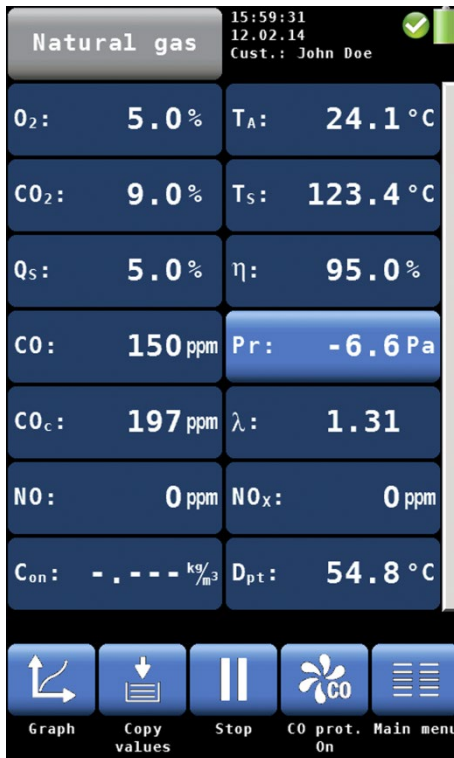 Natural gas
15:59:31
12.02.14
Cust.: John Doe
O₂: 5.0 %
TA: 24.1 °C
CO₂: 9.0 %
Ts: 123.4 °C
Qs: 5.0 %
η: 95.0 %
CO: 150 ppm
Pr: -6.6 Pa
COc: 197 ppm
λ: 1.31
NO: 0 ppm
NOx: 0 ppm
Con: -.--- kg/m³
Dpt: 54.8 °C
Graph
Copy values
Stop
CO
CO prot. On
Main menu